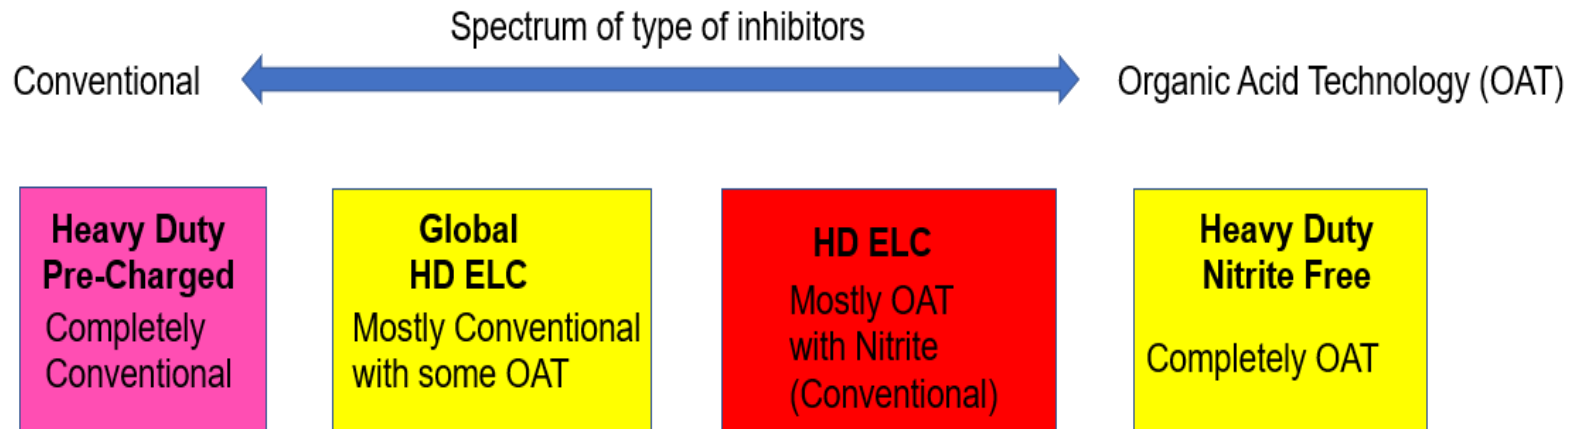 Spectrum of type of inhibitors
Conventional
Organic Acid Technology (OAT)
Heavy Duty
Pre-Charged
Completely
Conventional
Global
HD ELC
Mostly Conventional
with some OAT
HD ELC
Mostly OAT
with Nitrite
(Conventional)
Heavy Duty
Nitrite Free
Completely OAT